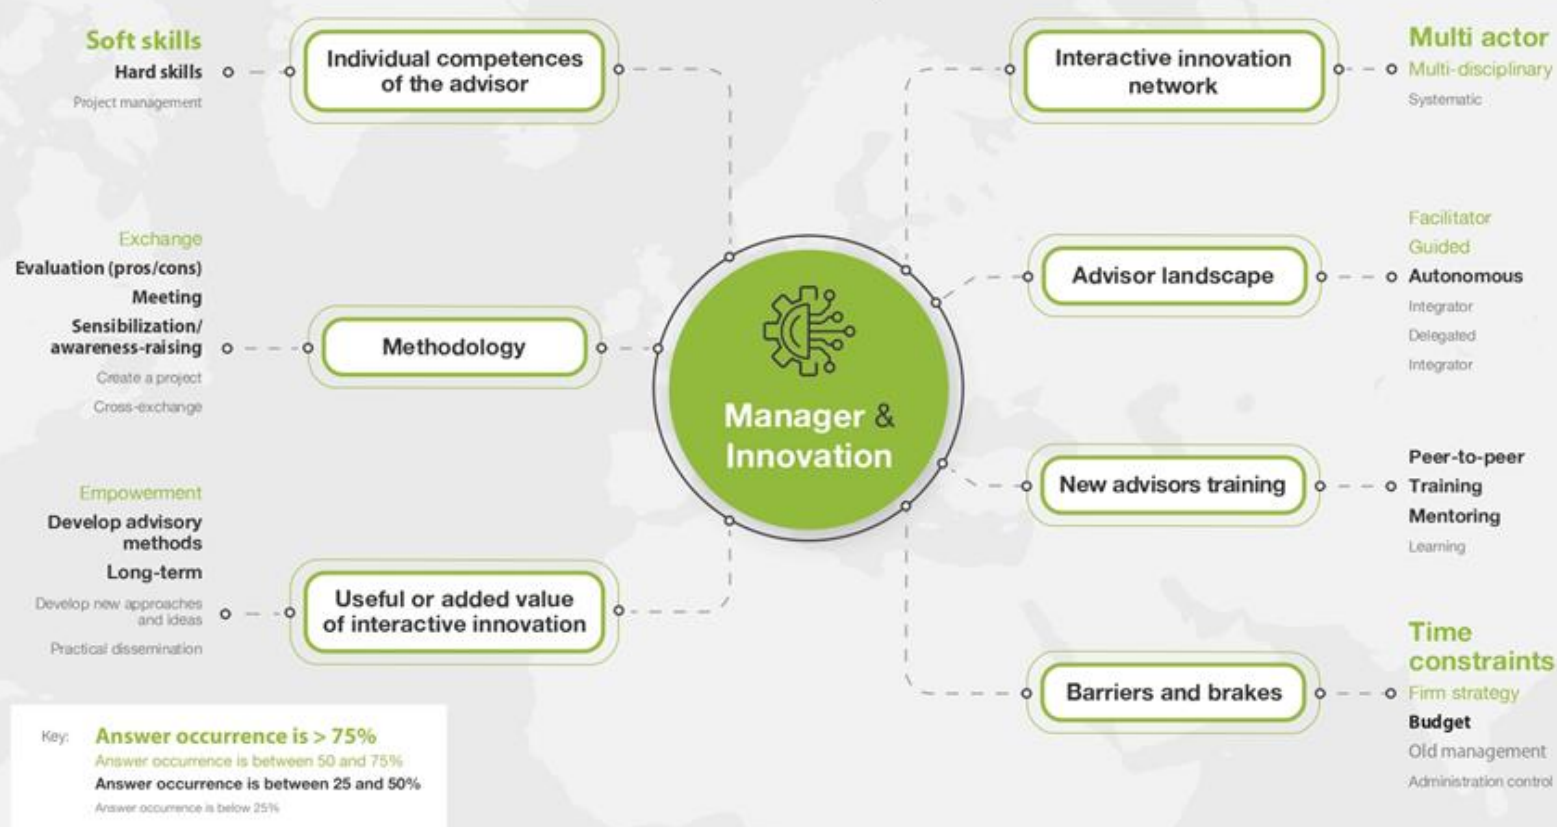 Soft skills
Hard skills
Project management
Individual competences
of the advisor
Exchange
Evaluation (pros/cons)
Meeting
Sensibilization/
awareness-raising
Create a project
Cross-exchange
Methodology
Empowerment
Develop advisory
methods
Long-term
Develop new approaches
and ideas
Practical dissemination
Useful or added value
of interactive innovation
Manager &
Innovation
Interactive innovation
network
Multi actor
Multi-disciplinary
Systematic
Advisor landscape
Facilitator
Guided
Autonomous
Integrator
Delegated
Integrator
New advisors training
Peer-to-peer
Training
Mentoring
Learning
Barriers and brakes
Time
constraints
Firm strategy
Budget
Old management
Administration control
Key:
Answer occurrence is > 75%
Answer occurrence is between 50 and 75%
Answer occurrence is between 25 and 50%
Answer occurrence is below 25%